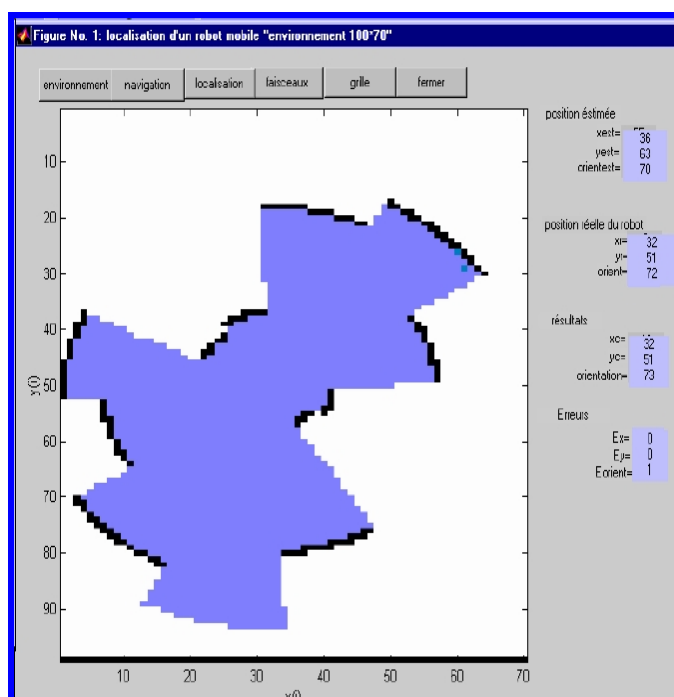 Figure No. 1: localisation d'un robot mobile "environnement 100*70"
environnement navigation localisation faisceaux grille fermer
position éstimée
xest= 36
yest= 63
orientest= 70
position réelle du robot
xr= 32
yr= 51
orient= 72
résultats
xc= 32
yc= 51
orientation= 73
Erreurs
Ex= 0
Ey= 0
Eorient= 1
10
20
30
40
50
60
70
80
90
y(i)
10 20 30 40 50 60 70
x(i)